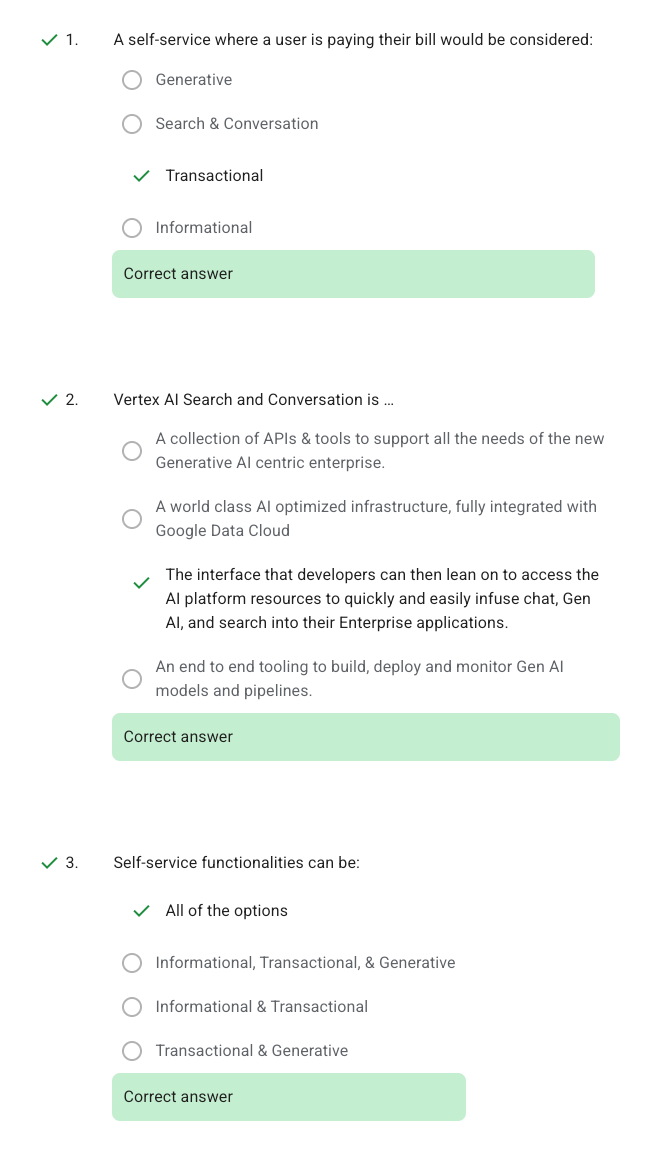 1. A self-service where a user is paying their bill would be considered:
Generative
Search & Conversation
Transactional
Informational
Correct answer
2. Vertex AI Search and Conversation is ...
A collection of APIs & tools to support all the needs of the new
Generative AI centric enterprise.
A world class AI optimized infrastructure, fully integrated with
Google Data Cloud
The interface that developers can then lean on to access the
AI platform resources to quickly and easily infuse chat, Gen
AI, and search into their Enterprise applications.
An end to end tooling to build, deploy and monitor Gen AI
models and pipelines.
Correct answer
3. Self-service functionalities can be:
All of the options
Informational, Transactional, & Generative
Informational & Transactional
Transactional & Generative
Correct answer